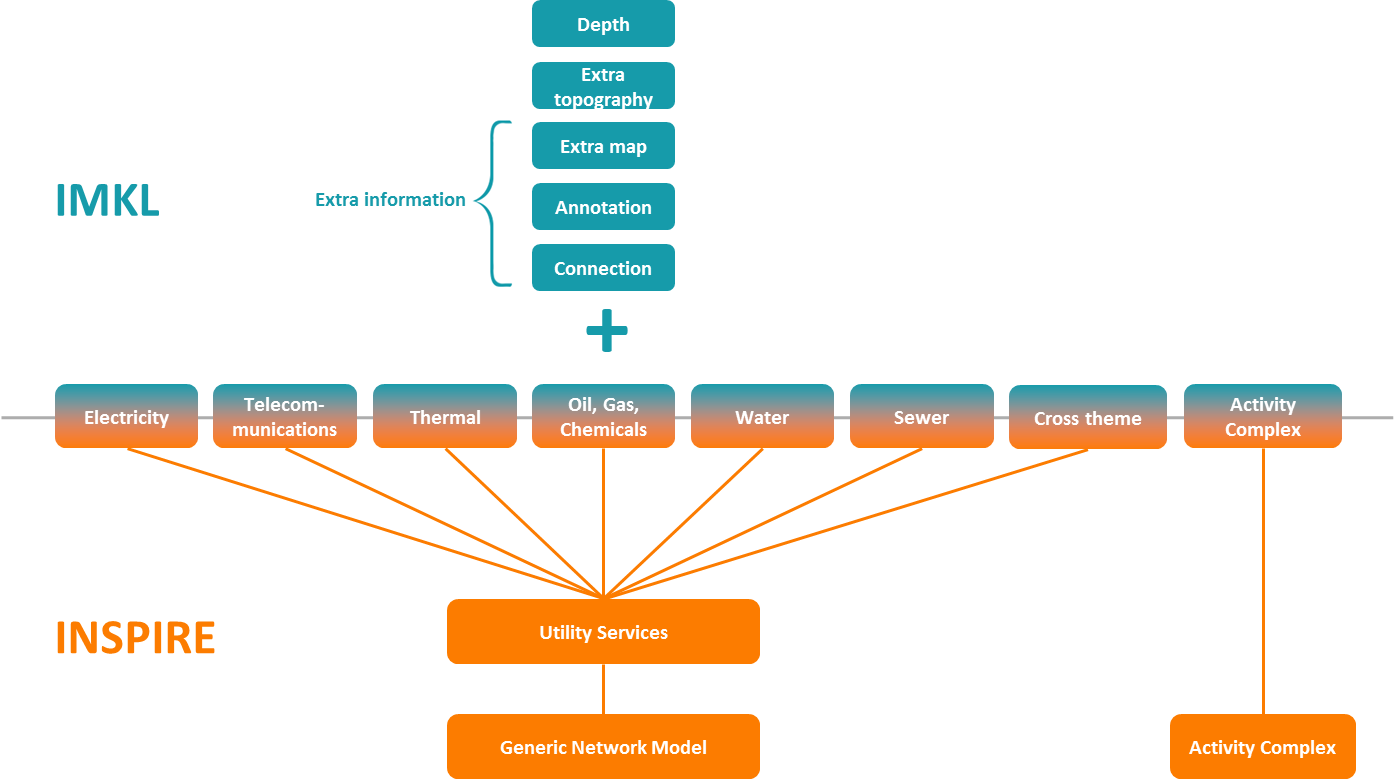 Depth
Extra
topography
Extra map
IMKL
Extra information
Annotation
Connection
+
Electricity
Telecom-
munications
Thermal
Oil, Gas,
Chemicals
Water
Sewer
Cross theme
Activity
Complex
INSPIRE
Utility Services
Generic Network Model
Activity Complex